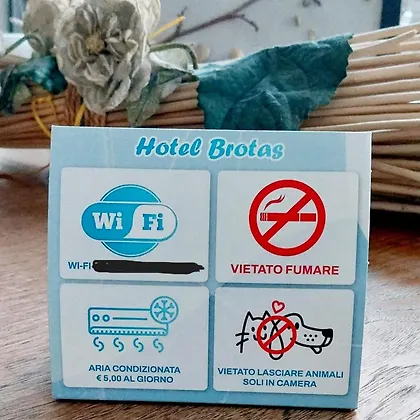 Hotel Brotas
Wi Fi
WI-FI
VIETATO FUMARE
ARIA CONDIZIONATA
€ 5,00 AL GIORNO
VIETATO LASCIARE ANIMALI
SOLI IN CAMERA